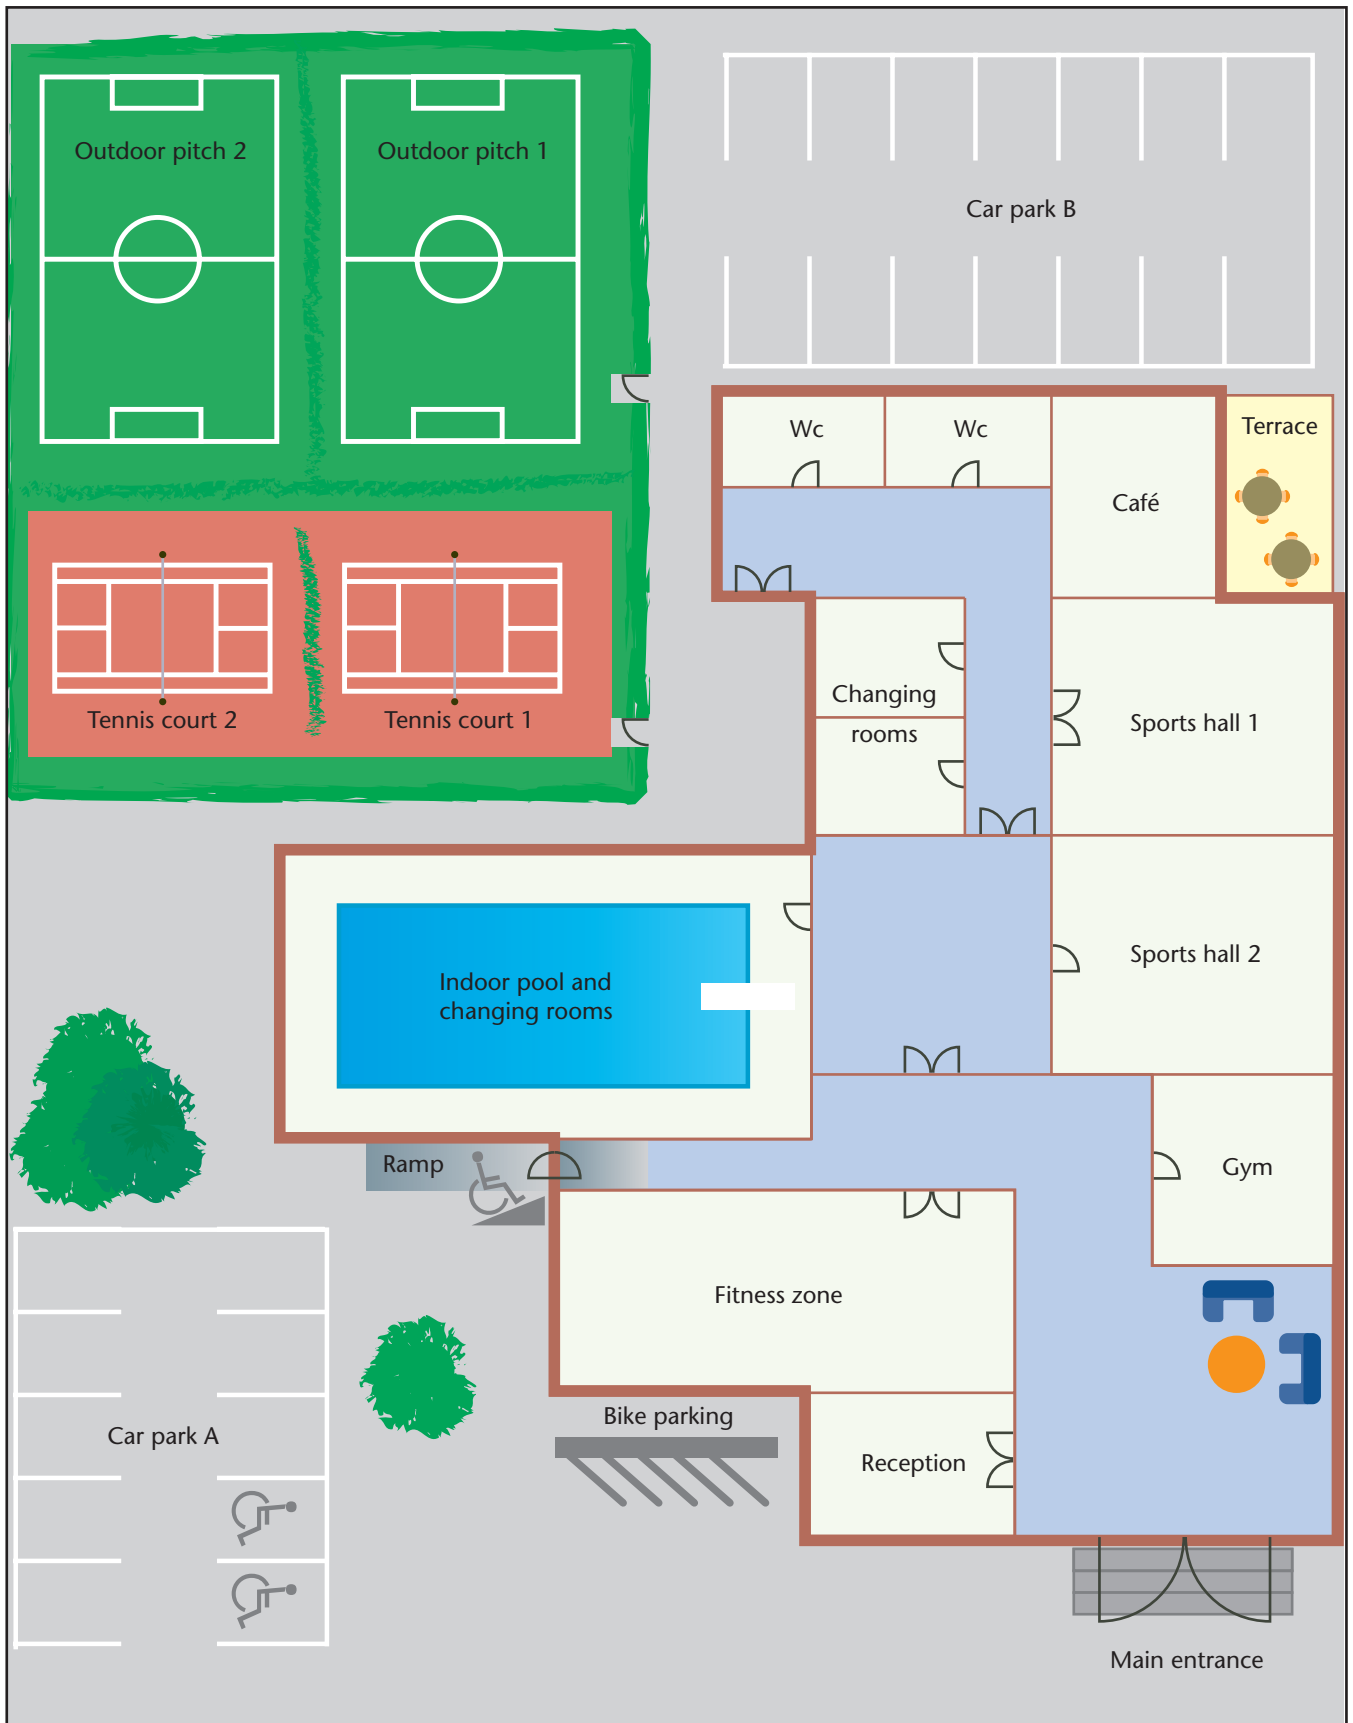 Outdoor pitch 2
Outdoor pitch 1
Car park B
Wc
Wc
Terrace
Café
Tennis court 2
Tennis court 1
Changing
rooms
Sports hall 1
Indoor pool and
changing rooms
Sports hall 2
Ramp
Gym
Fitness zone
Car park A
Bike parking
Reception
Main entrance